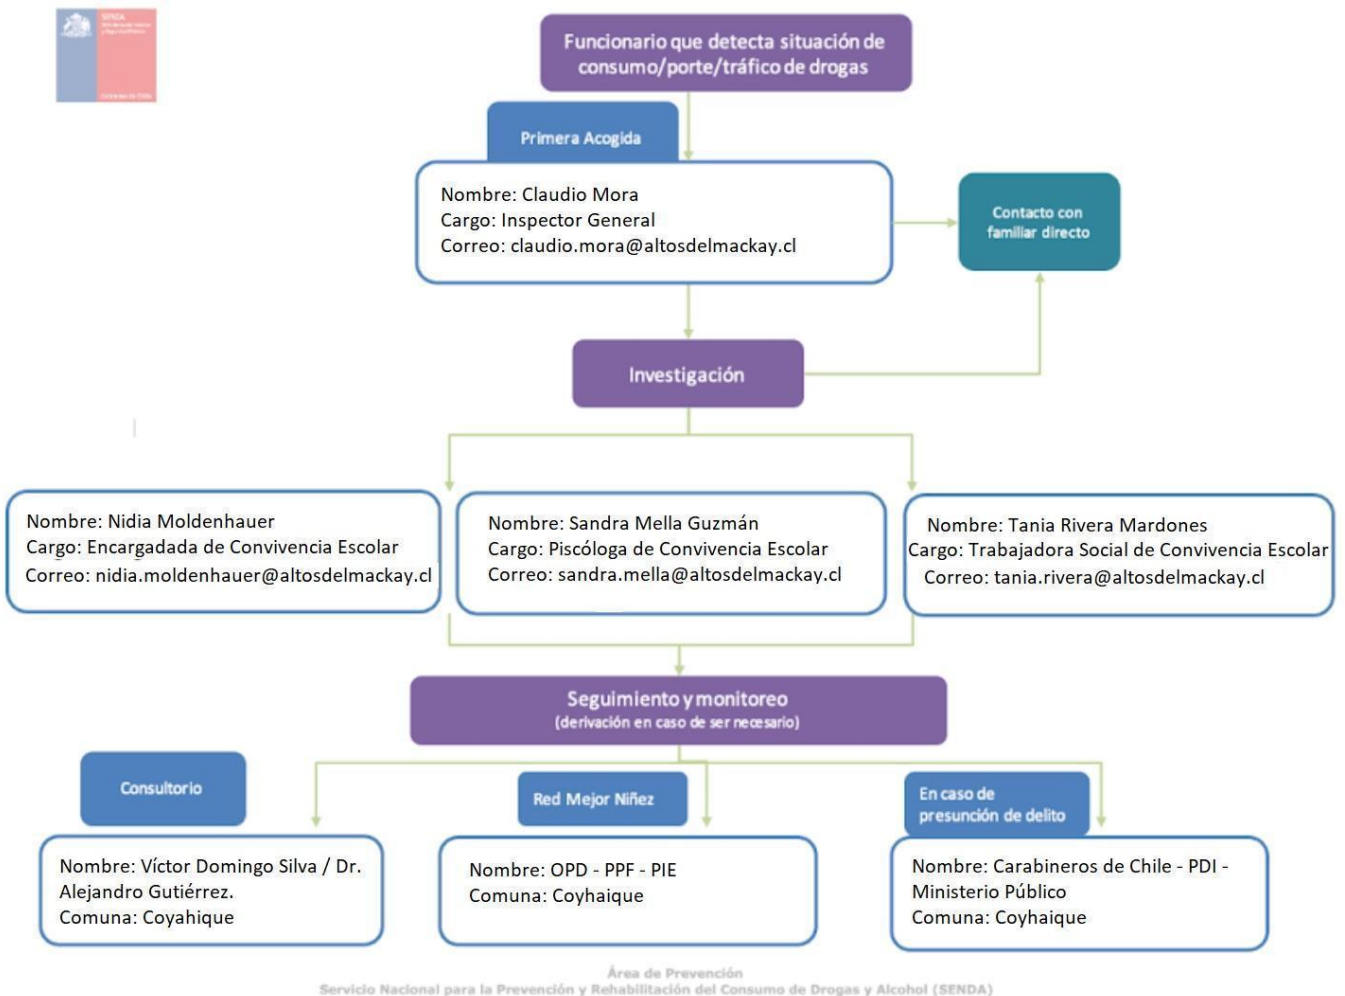 SENDA
Gobierno de Chile
Funcionario que detecta situación de
consumo/porte/tráfico de drogas
Primera Acogida
Nombre: Claudio Mora
Cargo: Inspector General
Correo: claudio.mora@altosdelmackay.cl
Contacto con
familiar directo
Investigación
Nombre: Nidia Moldenhauer
Cargo: Encargadada de Convivencia Escolar
Correo: nidia.moldenhauer@altosdelmackay.cl
Nombre: Sandra Mella Guzmán
Cargo: Piscóloga de Convivencia Escolar
Correo: sandra.mella@altosdelmackay.cl
Nombre: Tania Rivera Mardones
Cargo: Trabajadora Social de Convivencia Escolar
Correo: tania.rivera@altosdelmackay.cl
Seguimiento y monitoreo
(derivación en caso de ser necesario)
Consultorio
Nombre: Víctor Domingo Silva / Dr.
Alejandro Gutiérrez.
Comuna: Coyahique
Red Mejor Niñez
Nombre: OPD - PPF - PIE
Comuna: Coyhaique
En caso de
presunción de delito
Nombre: Carabineros de Chile - PDI -
Ministerio Público
Comuna: Coyhaique
Área de Prevención
Servicio Nacional para la Prevención y Rehabilitación del Consumo de Drogas y Alcohol (SENDA)